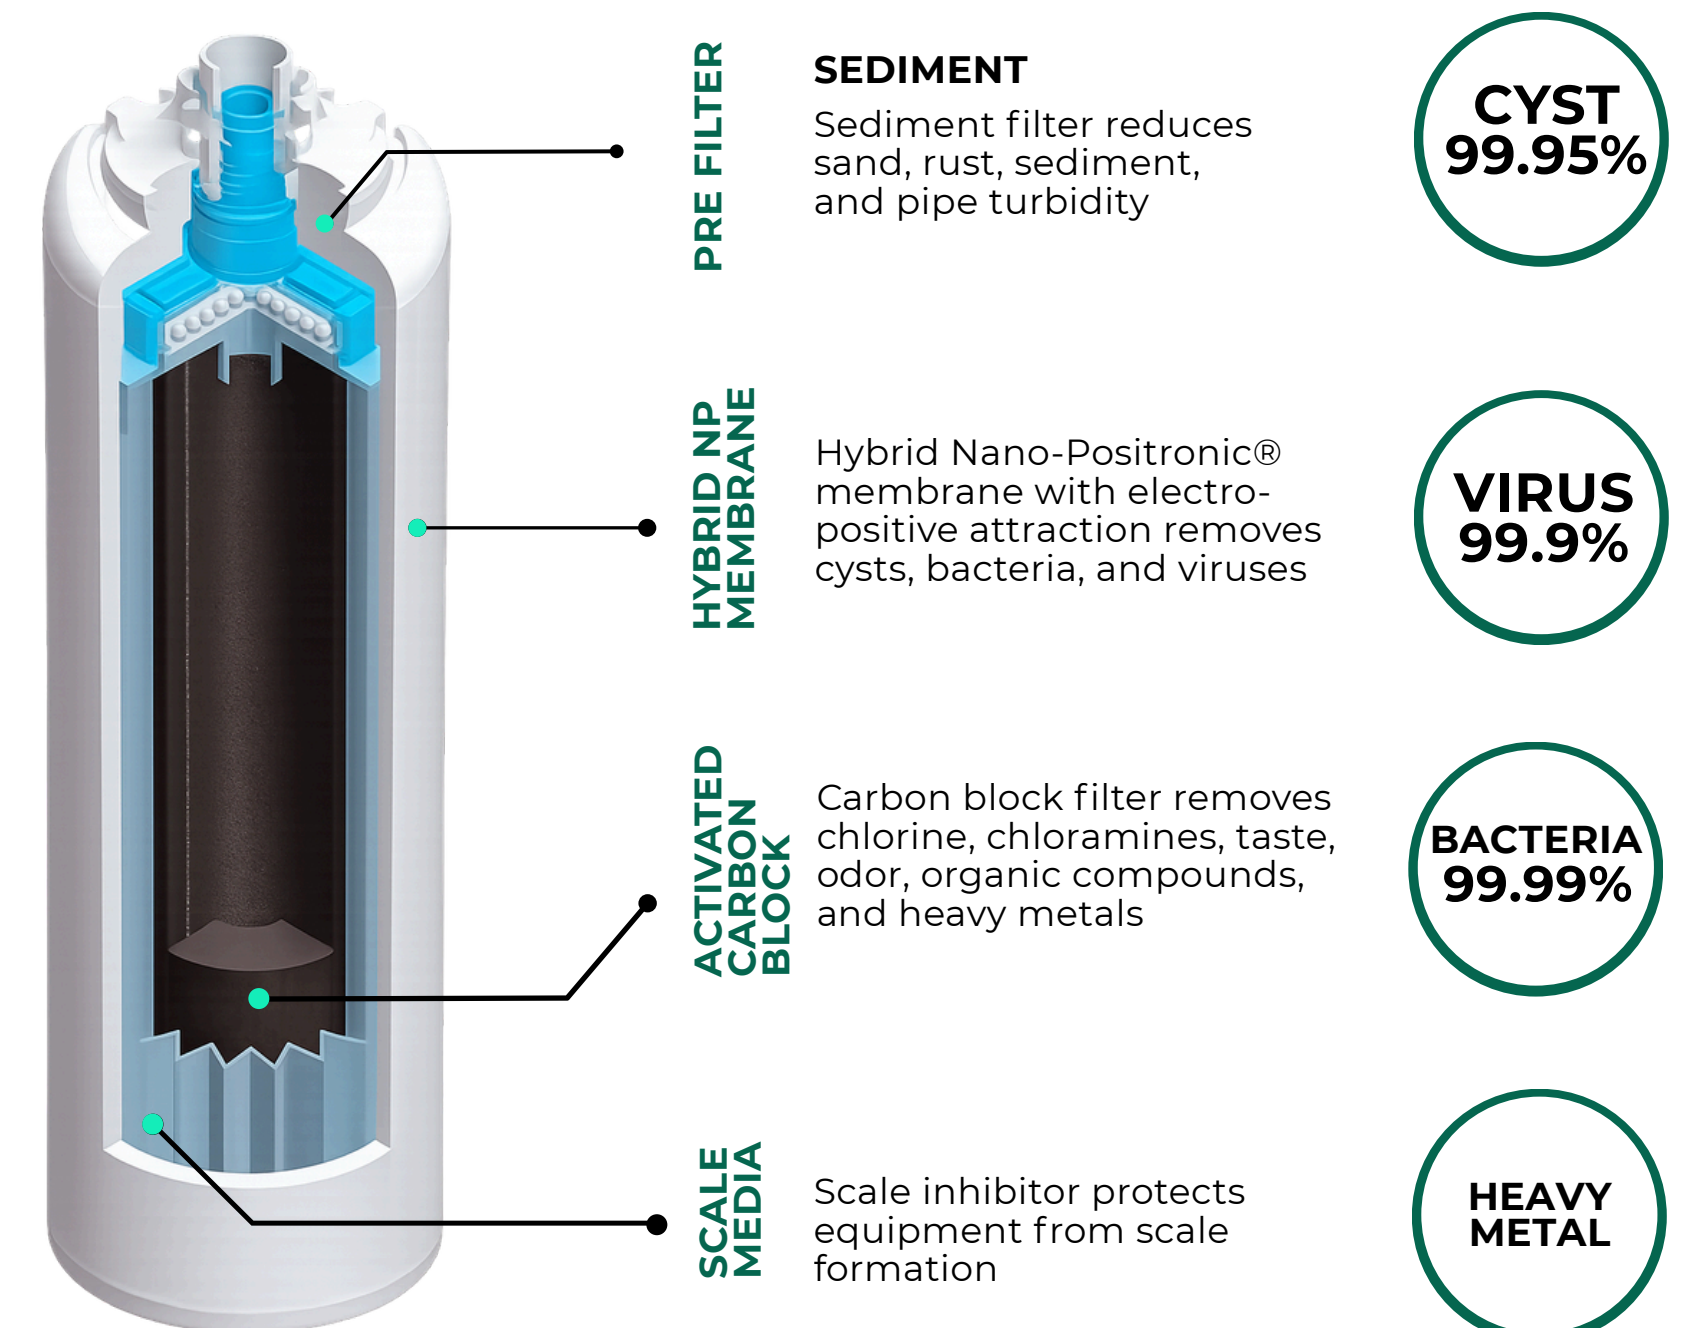 PRE FILTER
SEDIMENT
Sediment filter reduces
sand, rust, sediment,
and pipe turbidity
CYST
99.95%
HYBRID NP
MEMBRANE
Hybrid Nano-Positronic®
membrane with electro-
positive attraction removes
cysts, bacteria, and viruses
VIRUS
99.9%
ACTIVATED
CARBON
BLOCK
Carbon block filter removes
chlorine, chloramines, taste,
odor, organic compounds,
and heavy metals
BACTERIA
99.99%
SCALE
MEDIA
Scale inhibitor protects
equipment from scale
formation
HEAVY
METAL